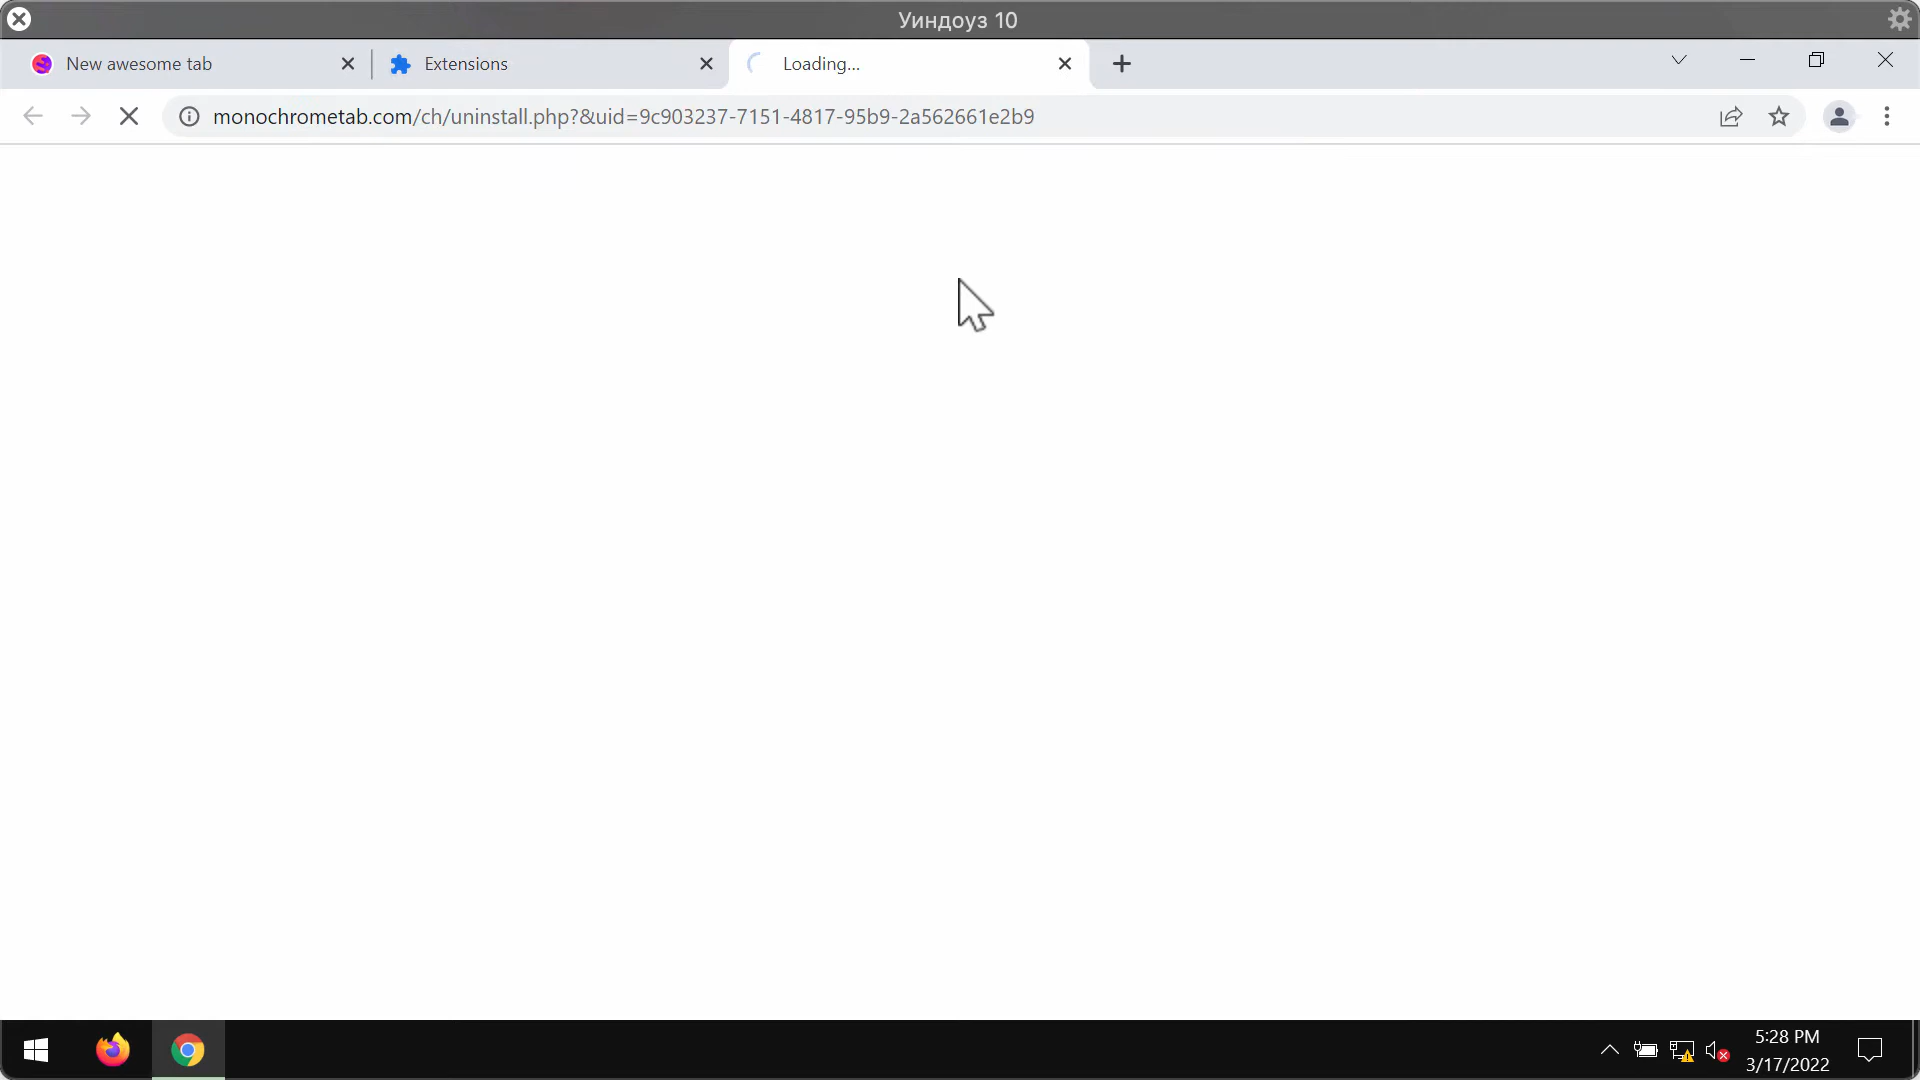 Уиндоуз 10
New awesome tab
Extensions
Loading...
monochrometab.com/ch/uninstall.php?&uid=9c903237-7151-4817-95b9-2a562661e2b9
5:28 PM
3/17/2022